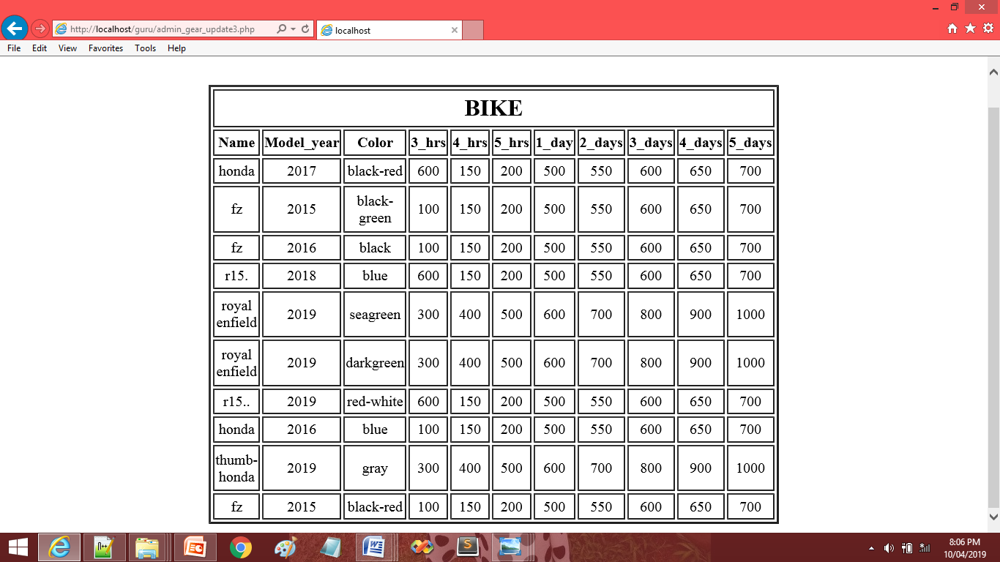 http://localhost/guru/admin_gear_update3.php
localhost
File Edit View Favorites Tools Help
BIKE
Name Model_year Color 3_hrs 4_hrs 5_hrs 1_day 2_days 3_days 4_days 5_days
honda 2017 black-red 600 150 200 500 550 600 650 700
fz 2015 black-green 100 150 200 500 550 600 650 700
fz 2016 black 100 150 200 500 550 600 650 700
r15. 2018 blue 600 150 200 500 550 600 650 700
royal enfield 2019 seagreen 300 400 500 600 700 800 900 1000
royal enfield 2019 darkgreen 300 400 500 600 700 800 900 1000
r15.. 2019 red-white 600 150 200 500 550 600 650 700
honda 2016 blue 100 150 200 500 550 600 650 700
thumb-honda 2019 gray 300 400 500 600 700 800 900 1000
fz 2015 black-red 100 150 200 500 550 600 650 700
8:06 PM
10/04/2019